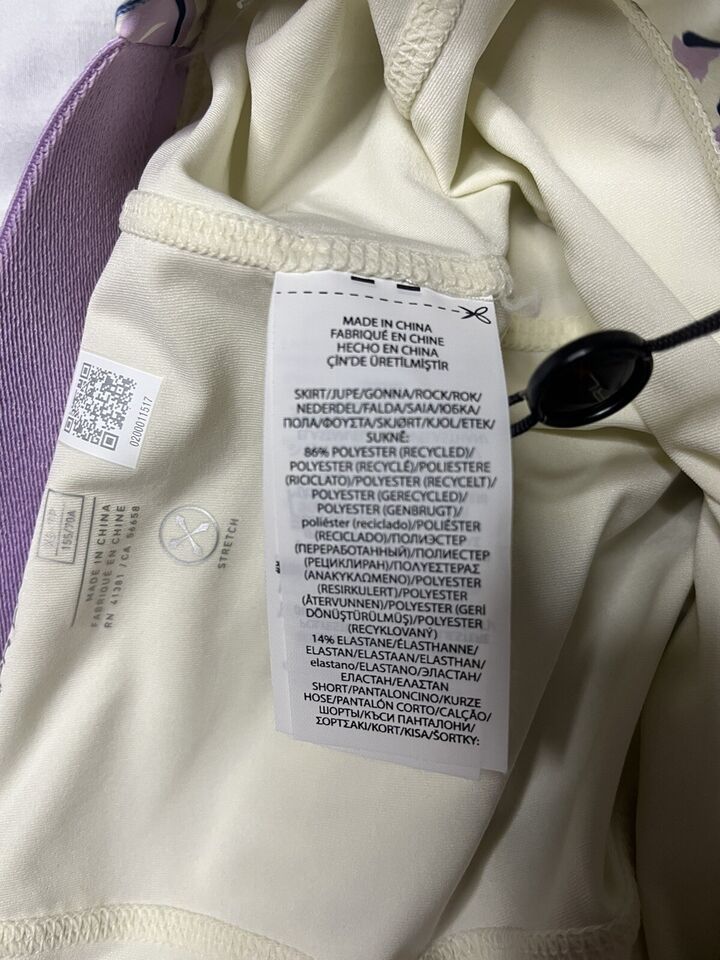 MADE IN CHINA
FABRIQUÉ EN CHINE
HECHO EN CHINA
ÇİN'DE ÜRETİLMİŞTİR
SKIRT/JUPE/GONNA/ROCK/ROK/
NEDERDEL/FALDA/SAIA/ЮБКА/
ПОЛА/ΦΟΥΣΤΑ/SKJØRT/KJOL/ETEK/
SUKNĚ:
86% POLYESTER (RECYCLED)/
POLYESTER (RECYCLÉ)/POLIESTERE
(RICICLATO)/POLYESTER (RECYCELT)/
POLYESTER (GERECYCLED)/
POLYESTER (GENBRUGT)/
poliéster (reciclado)/POLIÉSTER
(RECICLADO)/ПОЛИЭСТЕР
(ПЕРЕРАБОТАННЫЙ)/ПОЛИЕСТЕР
(РЕЦИКЛИРАН)/ΠΟΛΥΕΣΤΕΡΑΣ
(ΑΝΑΚΥΚΛΩΜΕΝΟ)/POLYESTER
(RESIRKULERT)/POLYESTER
(ÅTERVUNNEN)/POLYESTER (GERİ
DÖNÜŞTÜRÜLMÜŞ)/POLYESTER
(RECYKLOVANÝ)
14% ELASTANE/ÉLASTHANNE/
ELASTAN/ELASTAAN/ELASTHAN/
elastano/ELASTANO/ЭЛАСТАН/
ЕЛАСТАН/ΕΛΑΣΤΑΝ
SHORT/PANTALONCINO/KURZE
HOSE/PANTALÓN CORTO/CALÇÃO/
ШОРТЫ/КЪСИ ПАНТАЛОНИ/
ΣΟΡΤΣΑΚΙ/KORT/KISA/ŠORTKY:
0200011517
155/70A
MADE IN CHINA
FABRIQUÉ EN CHINE
RN 41381 / CA 56658
STRETCH